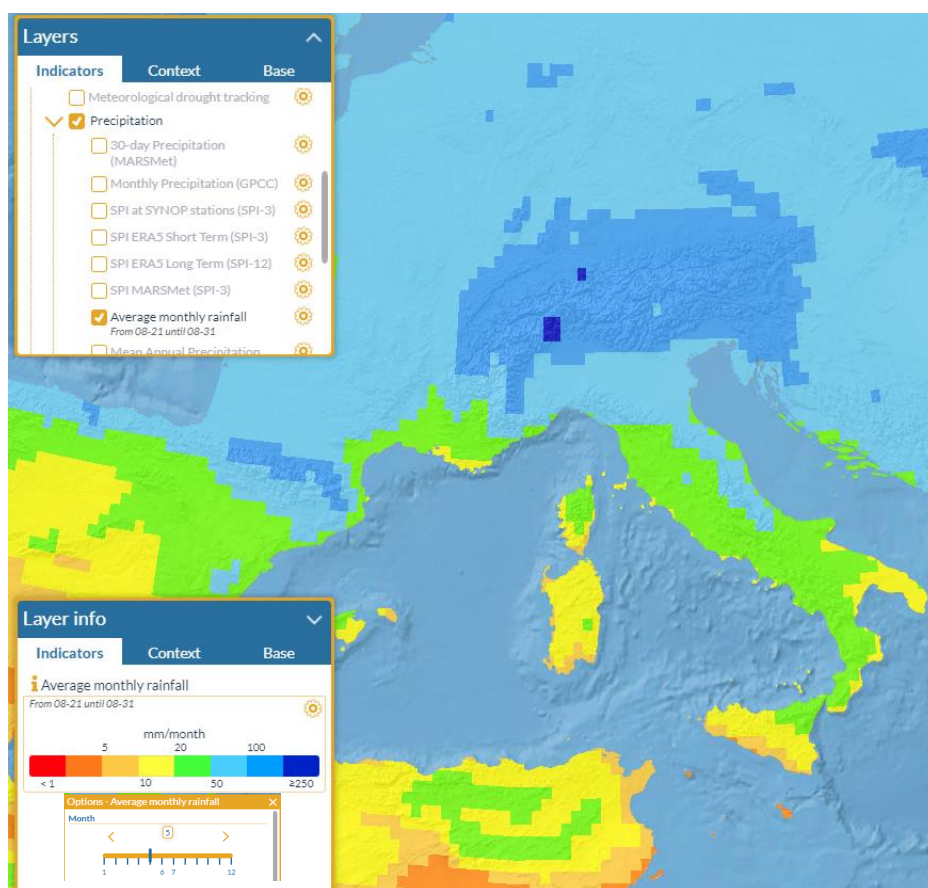 Layers
Indicators Context Base
Meteorological drought tracking
Precipitation
30-day Precipitation
(MARSMet)
Monthly Precipitation (GPCC)
SPI at SYNOP stations (SPI-3)
SPI ERA5 Short Term (SPI-3)
SPI ERA5 Long Term (SPI-12)
SPI MARSMet (SPI-3)
Average monthly rainfall
From 08-21 until 08-31
Mean Annual Precipitation
Layer info
Indicators Context Base
i Average monthly rainfall
From 08-21 until 08-31
mm/month
5 20 100
< 1 10 50 ≥250
Options - Average monthly rainfall
Month
5
1 6 7 12